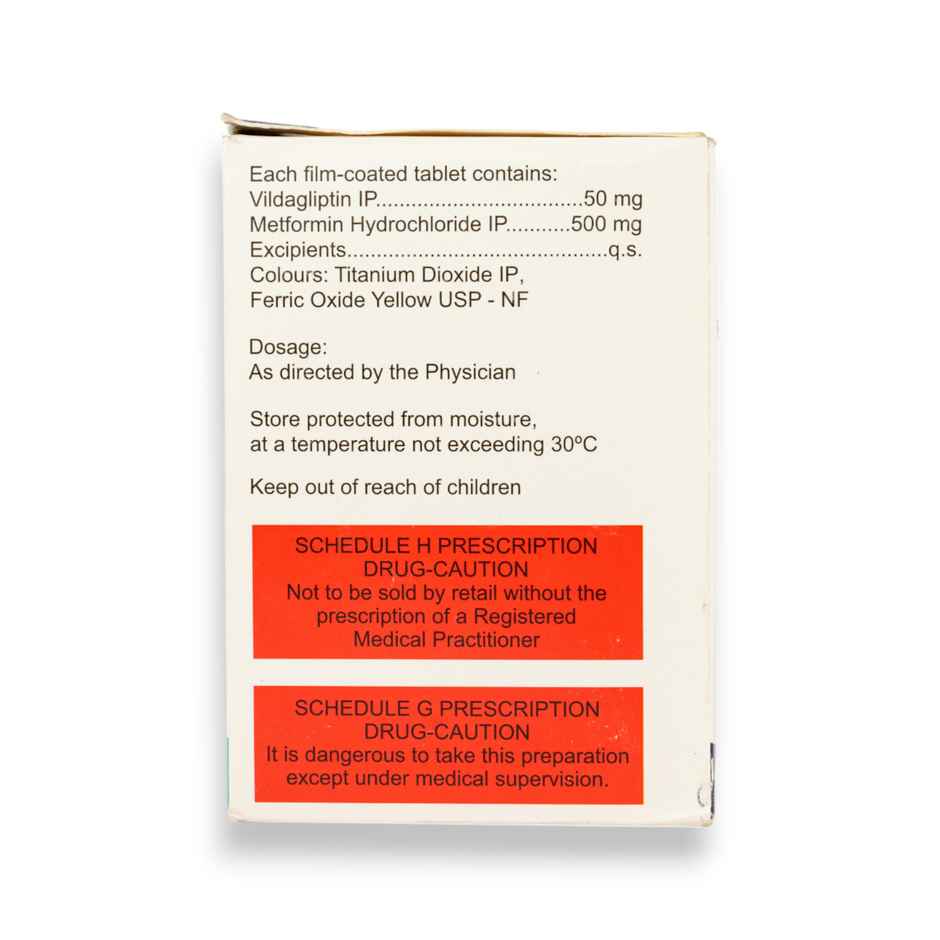 Each film-coated tablet contains:
Vildagliptin IP...................................50 mg
Metformin Hydrochloride IP...........500 mg
Excipients............................................q.s.
Colours: Titanium Dioxide IP,
Ferric Oxide Yellow USP - NF
Dosage:
As directed by the Physician
Store protected from moisture,
at a temperature not exceeding 30ºC
Keep out of reach of children
SCHEDULE H PRESCRIPTION
DRUG-CAUTION
Not to be sold by retail without the
prescription of a Registered
Medical Practitioner
SCHEDULE G PRESCRIPTION
DRUG-CAUTION
It is dangerous to take this preparation
except under medical supervision.